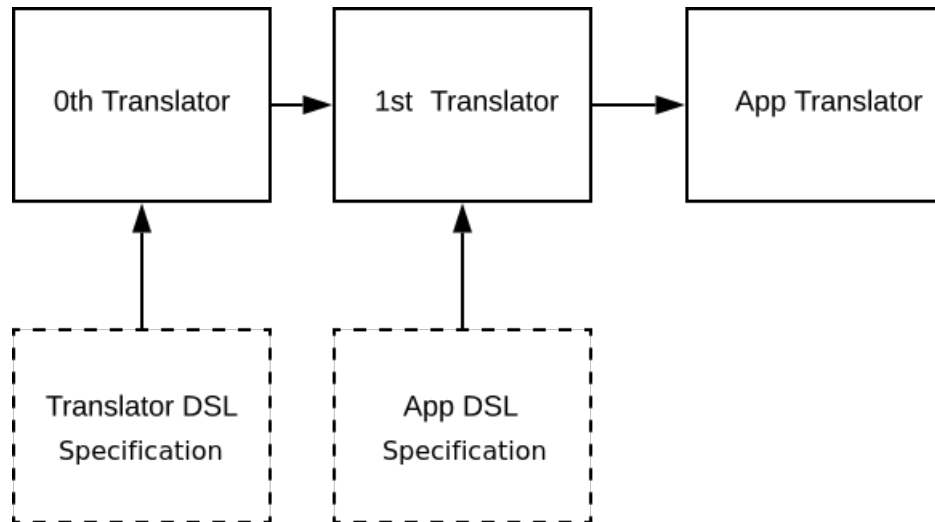 0th Translator
1st Translator
App Translator
Translator DSL
Specification
App DSL
Specification